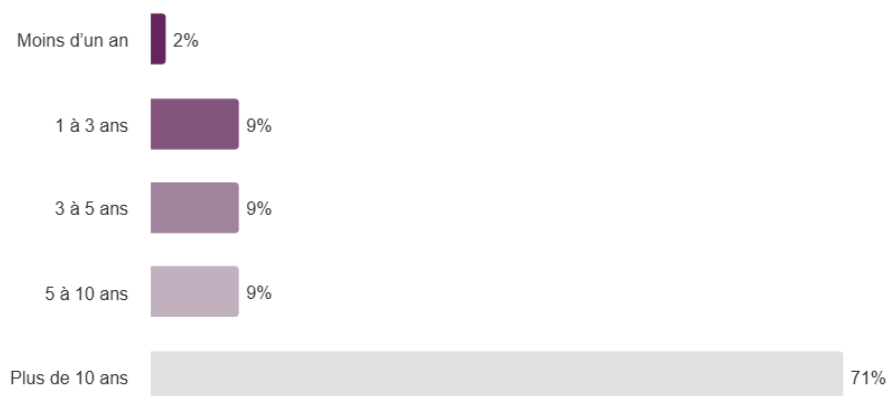 Moins d’un an 2%
1 à 3 ans 9%
3 à 5 ans 9%
5 à 10 ans 9%
Plus de 10 ans 71%